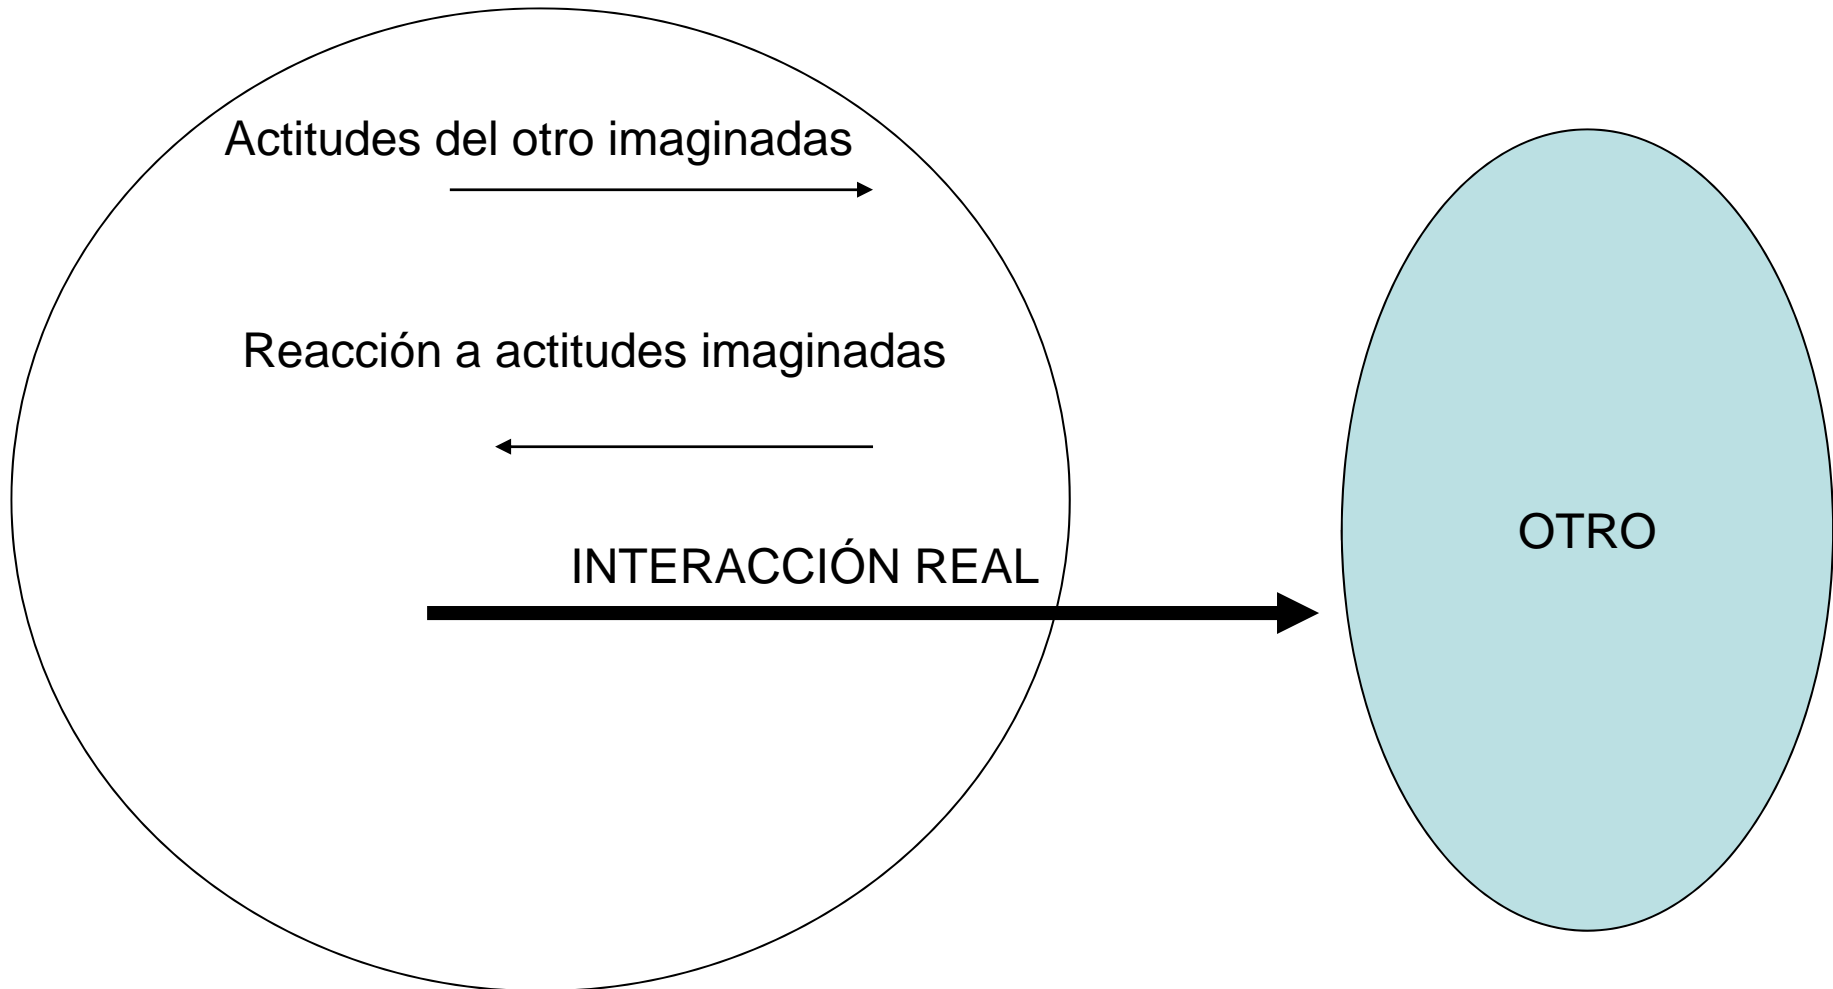 Actitudes del otro imaginadas
Reacción a actitudes imaginadas
OTRO
INTERACCIÓN REAL